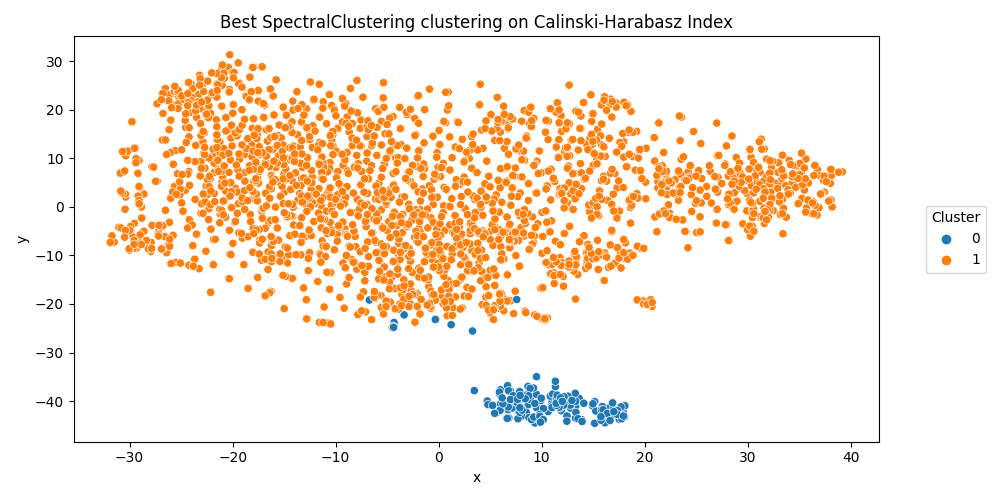 Best SpectralClustering clustering on Calinski-Harabasz Index
30
20
10
0
−10
−20
−30
−40
y
−30 −20 −10 0 10 20 30 40
x
Cluster
0
1